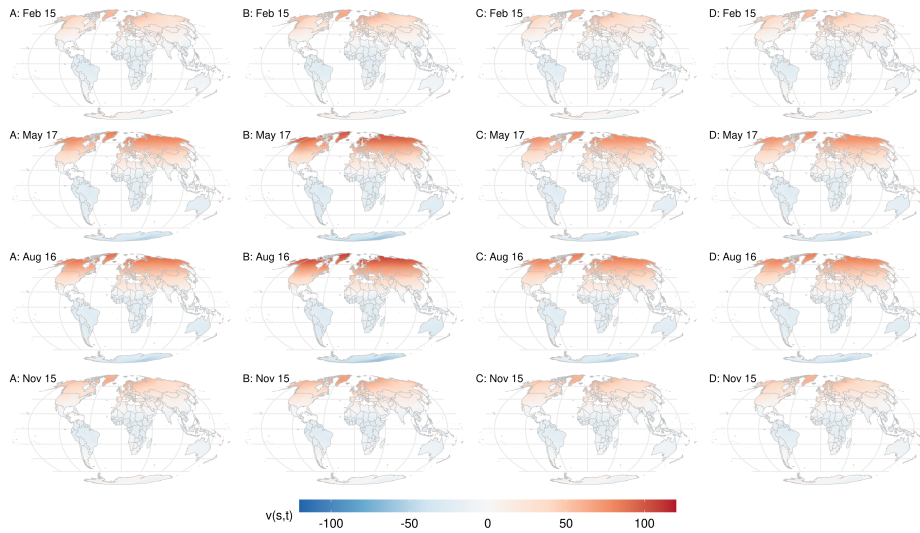 A: Feb 15
B: Feb 15
C: Feb 15
D: Feb 15
A: May 17
B: May 17
C: May 17
D: May 17
A: Aug 16
B: Aug 16
C: Aug 16
D: Aug 16
A: Nov 15
B: Nov 15
C: Nov 15
D: Nov 15
v(s,t)
-100 -50 0 50 100